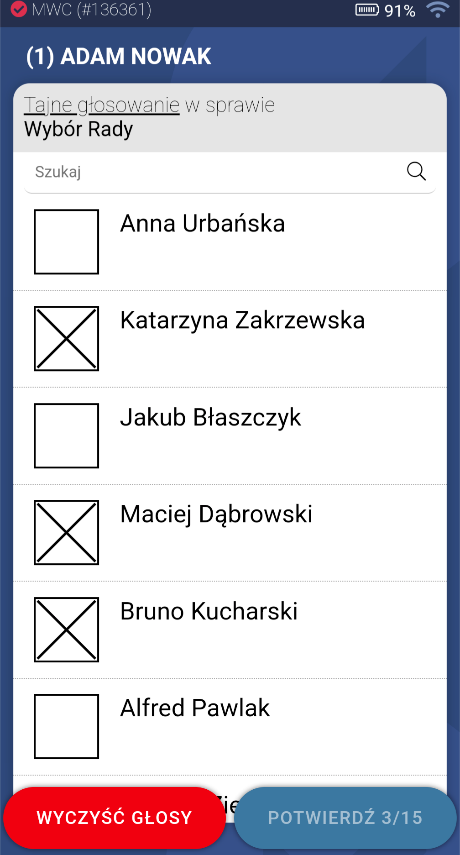 MWC (#136361) 91%
(1) ADAM NOWAK
Tajne głosowanie w sprawie
Wybór Rady
Szukaj
Anna Urbańska
Katarzyna Zakrzewska
Jakub Błaszczyk
Maciej Dąbrowski
Bruno Kucharski
Alfred Pawlak
WYCZYŚĆ GŁOSY POTWIERDŹ 3/15